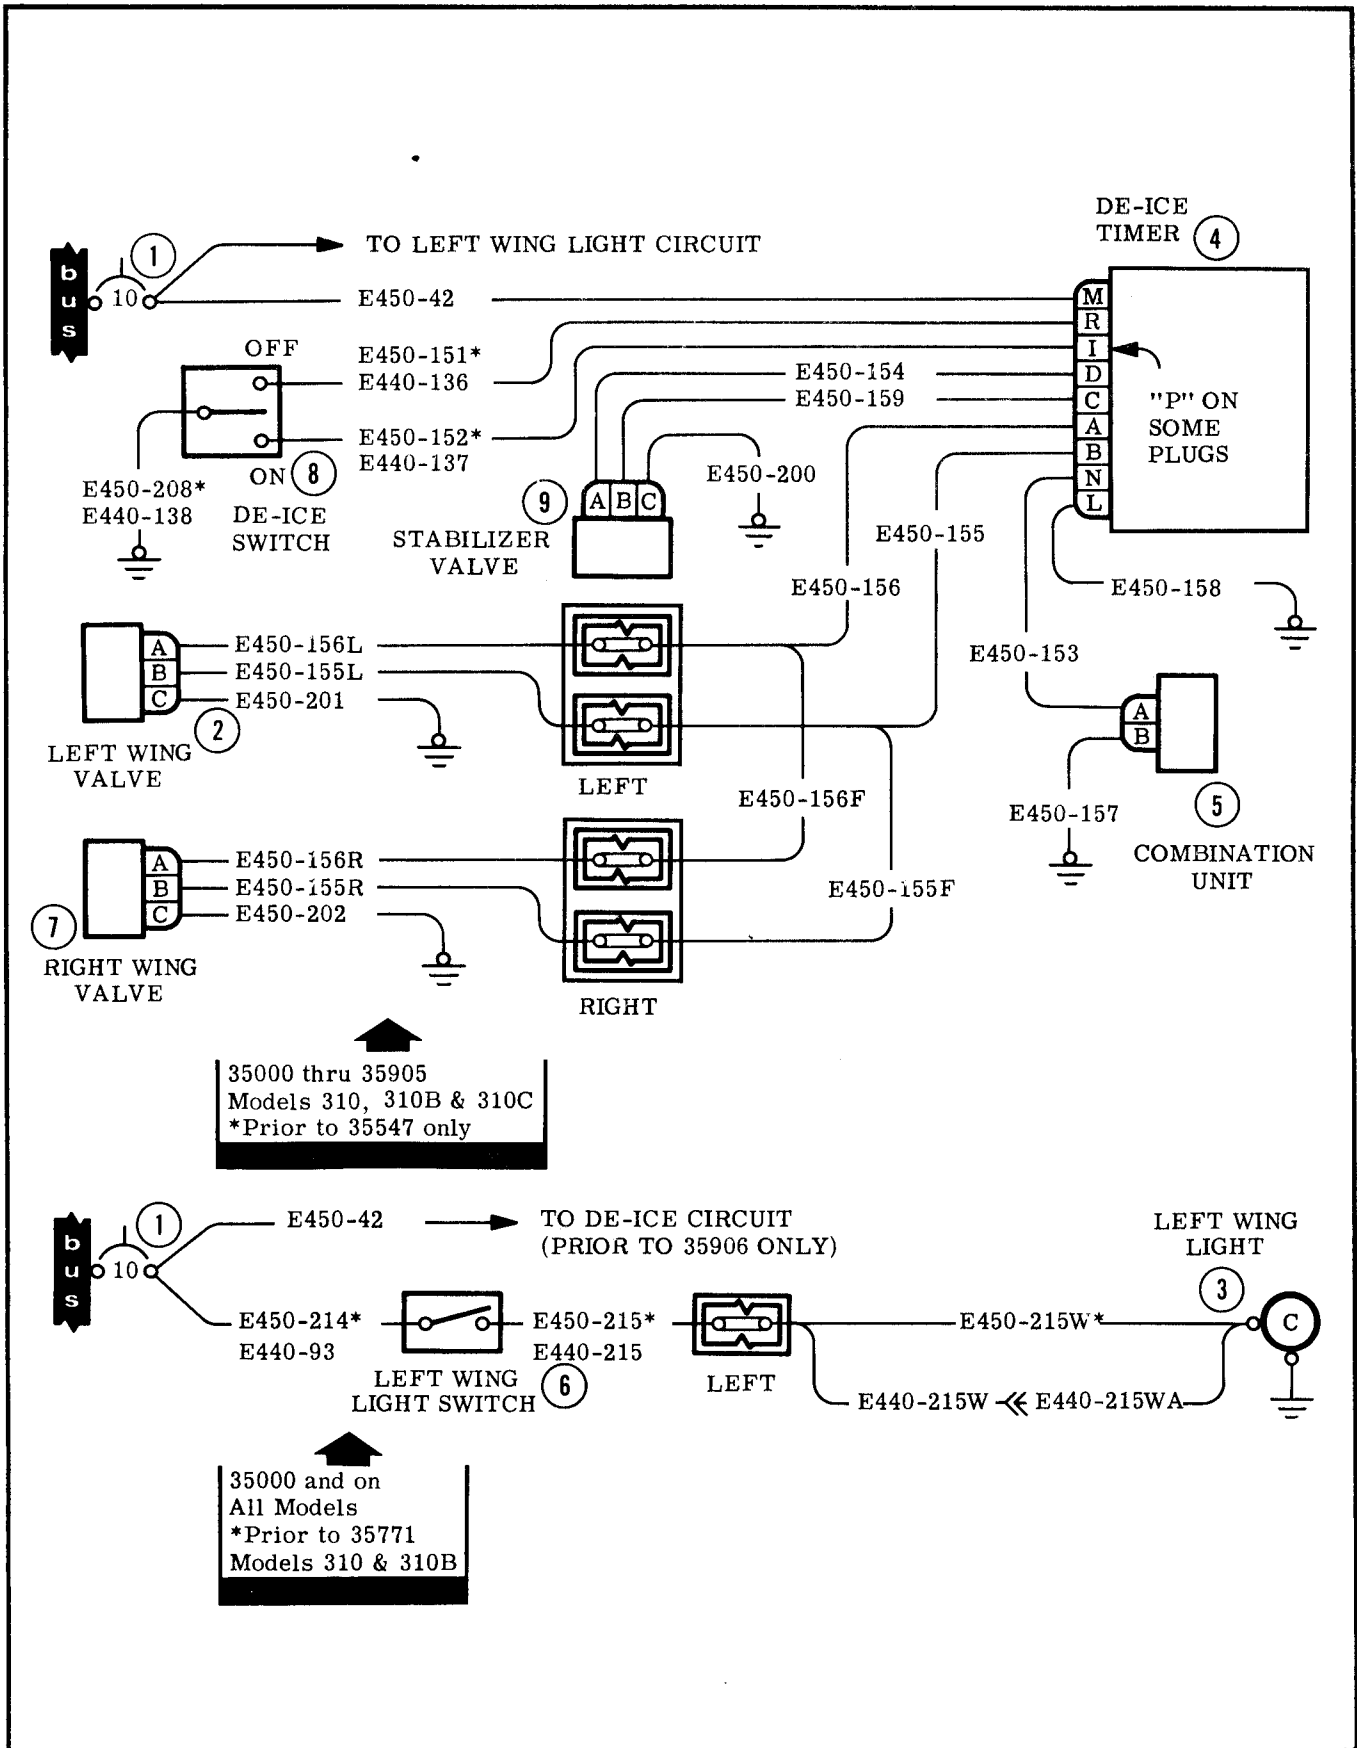 DE-ICE
TIMER 4
bus
1
10
TO LEFT WING LIGHT CIRCUIT
E450-42
M
R
I
D
C
A
B
N
L
"P" ON
SOME
PLUGS
OFF
E450-151*
E440-136
E450-152*
E440-137
ON 8
DE-ICE
SWITCH
E450-208*
E440-138
E450-154
E450-159
E450-200
9
A B C
STABILIZER
VALVE
E450-155
E450-156
E450-158
E450-153
A
B
C
E450-156L
E450-155L
E450-201
2
LEFT WING
VALVE
LEFT
E450-156F
A
B
E450-157
5
COMBINATION
UNIT
A
B
C
E450-156R
E450-155R
E450-202
E450-155F
7
RIGHT WING
VALVE
RIGHT
35000 thru 35905
Models 310, 310B & 310C
*Prior to 35547 only
bus
1
10
E450-42
TO DE-ICE CIRCUIT
(PRIOR TO 35906 ONLY)
LEFT WING
LIGHT
3
C
E450-214*
E440-93
E450-215*
E440-215
E450-215W*
LEFT WING
LIGHT SWITCH 6
LEFT
E440-215W
E440-215WA
35000 and on
All Models
*Prior to 35771
Models 310 & 310B